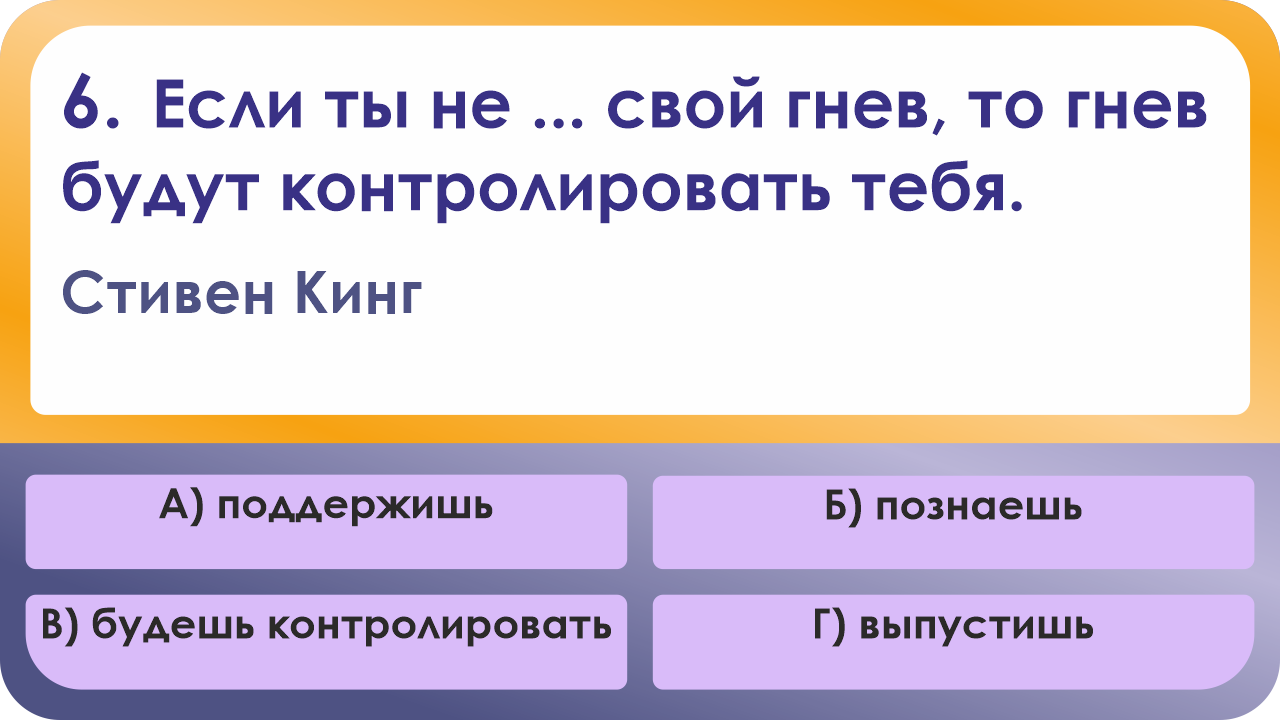 6. Если ты не ... свой гнев, то гнев
будут контролировать тебя.
Стивен Кинг
А) поддержишь
Б) познаешь
В) будешь контролировать
Г) выпустишь